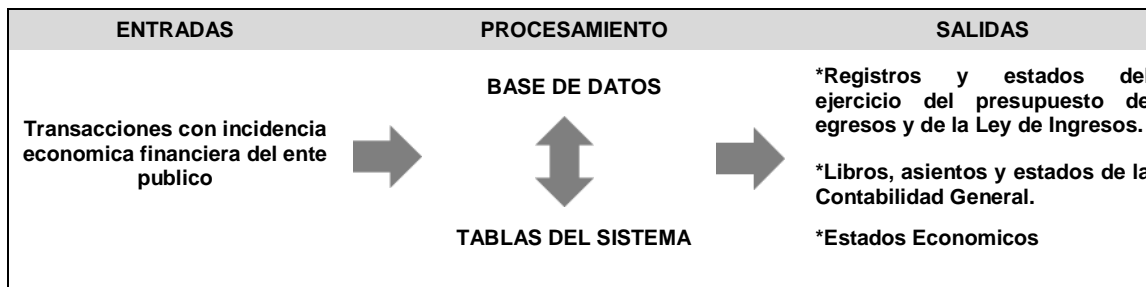 ENTRADAS PROCESAMIENTO SALIDAS
Transacciones con incidencia
economica financiera del ente
publico
BASE DE DATOS
TABLAS DEL SISTEMA
*Registros y estados del
ejercicio del presupuesto de
egresos y de la Ley de Ingresos.
*Libros, asientos y estados de la
Contabilidad General.
*Estados Economicos